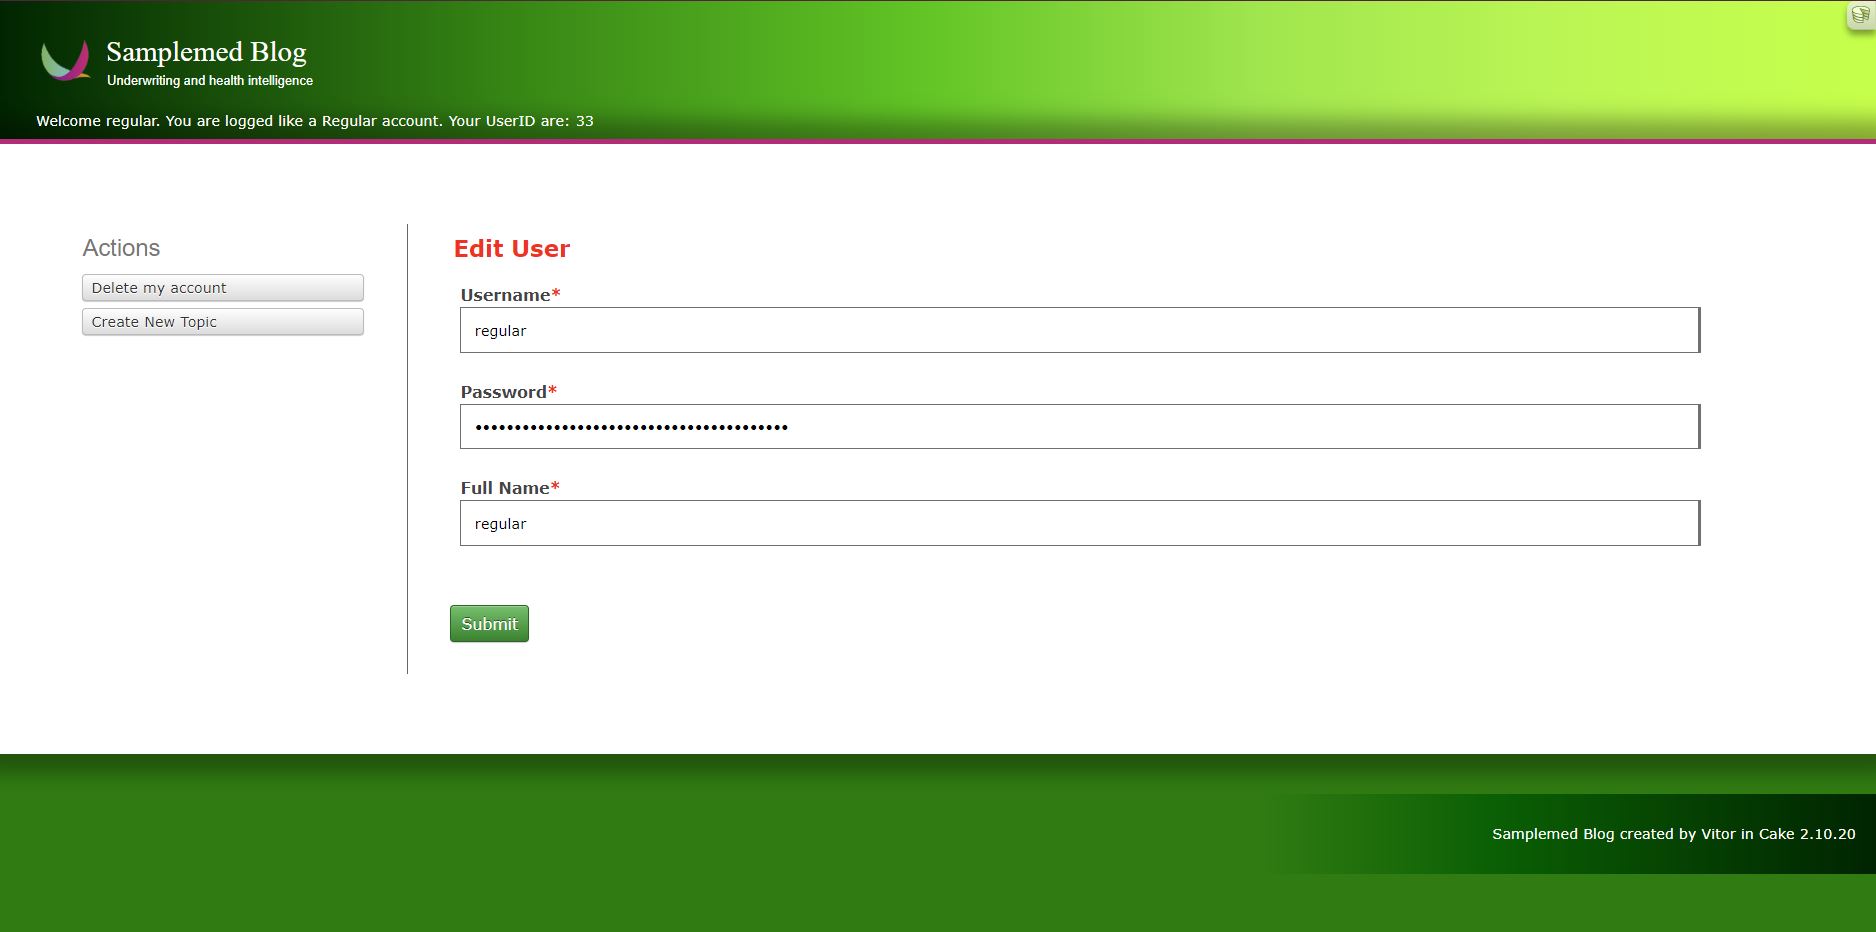 Samplemed Blog
Underwriting and health intelligence
Welcome regular. You are logged like a Regular account. Your UserID are: 33
Actions
Delete my account
Create New Topic
Edit User
Username*
regular
Password*
••••••••••••••••••••••••••••••••••••••••
Full Name*
regular
Submit
Samplemed Blog created by Vitor in Cake 2.10.20